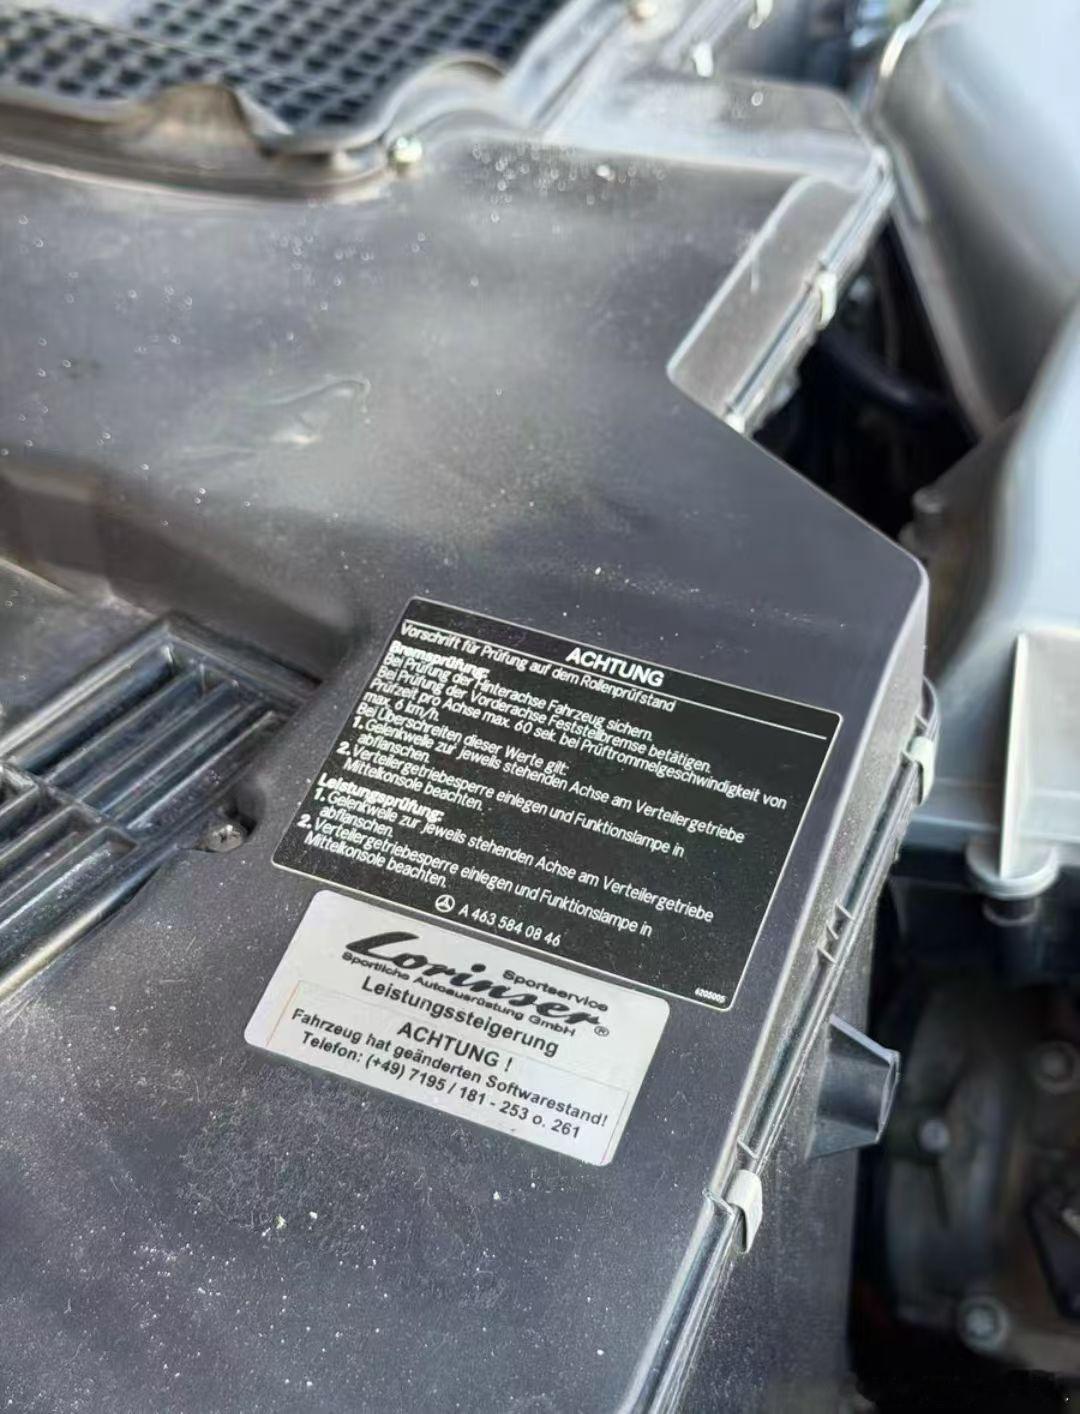 ACHTUNG
Vorschrift für Prüfung auf dem Rollenprüfstand
Bremsprüfung:
Bei Prüfung der Hinterachse Fahrzeug sichern.
Bei Prüfung der Vorderachse Feststellbremse betätigen.
Prüfzeit pro Achse max. 60 sek. bei Prüftrommelgeschwindigkeit von
max. 6 km/h.
Bei Überschreiten dieser Werte gilt:
1. Gelenkwelle zur jeweils stehenden Achse am Verteilergetriebe
abflanschen.
2. Verteilergetriebesperre einlegen und Funktionslampe in
Mittelkonsole beachten.
Leistungsprüfung:
1. Gelenkwelle zur jeweils stehenden Achse am Verteilergetriebe
abflanschen.
2. Verteilergetriebesperre einlegen und Funktionslampe in
Mittelkonsole beachten.
A 463 584 08 46
6205005
Sportservice
Lorinser®
Sportliche Autoausrüstung GmbH
Leistungssteigerung
ACHTUNG !
Fahrzeug hat geänderten Softwarestand!
Telefon: (+49) 7195 / 181 - 253 o. 261